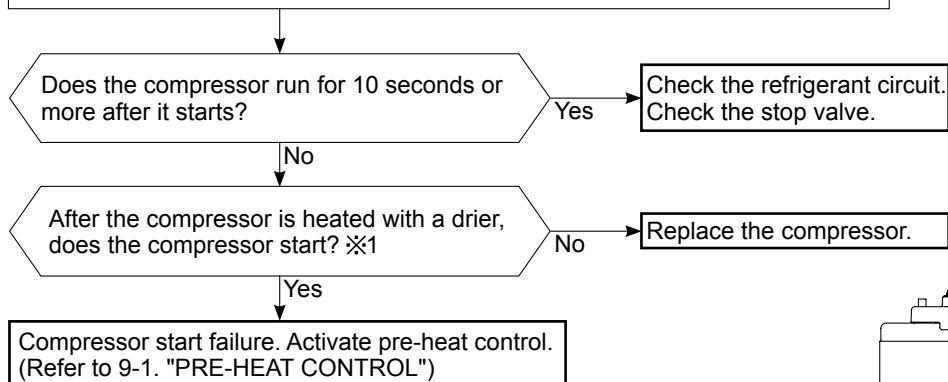 Does the compressor run for 10 seconds or
more after it starts?
Yes
Check the refrigerant circuit.
Check the stop valve.
No
After the compressor is heated with a drier,
does the compressor start? ※1
No
Replace the compressor.
Yes
Compressor start failure. Activate pre-heat control.
(Refer to 9-1. "PRE-HEAT CONTROL")